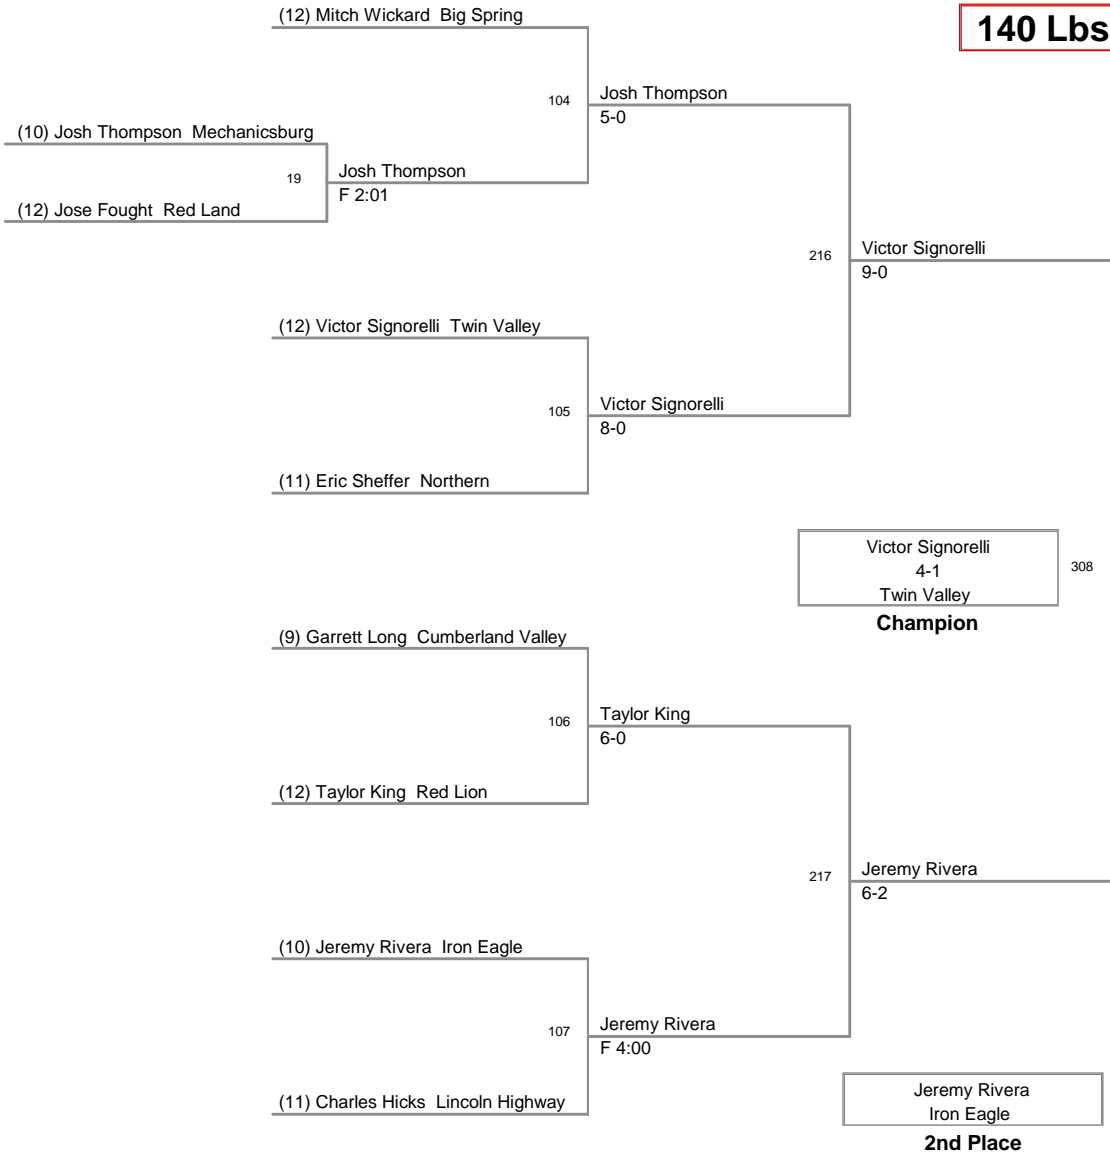 (12) Mitch Wickard  Big Spring
140 Lbs
104
Josh Thompson
5-0
(10) Josh Thompson  Mechanicsburg
19
Josh Thompson
F 2:01
(12) Jose Fought  Red Land
216
Victor Signorelli
9-0
(12) Victor Signorelli  Twin Valley
105
Victor Signorelli
8-0
(11) Eric Sheffer  Northern
Victor Signorelli
4-1
Twin Valley
308
Champion
(9) Garrett Long  Cumberland Valley
106
Taylor King
6-0
(12) Taylor King  Red Lion
217
Jeremy Rivera
6-2
(10) Jeremy Rivera  Iron Eagle
107
Jeremy Rivera
F 4:00
(11) Charles Hicks  Lincoln Highway
Jeremy Rivera
Iron Eagle
2nd Place